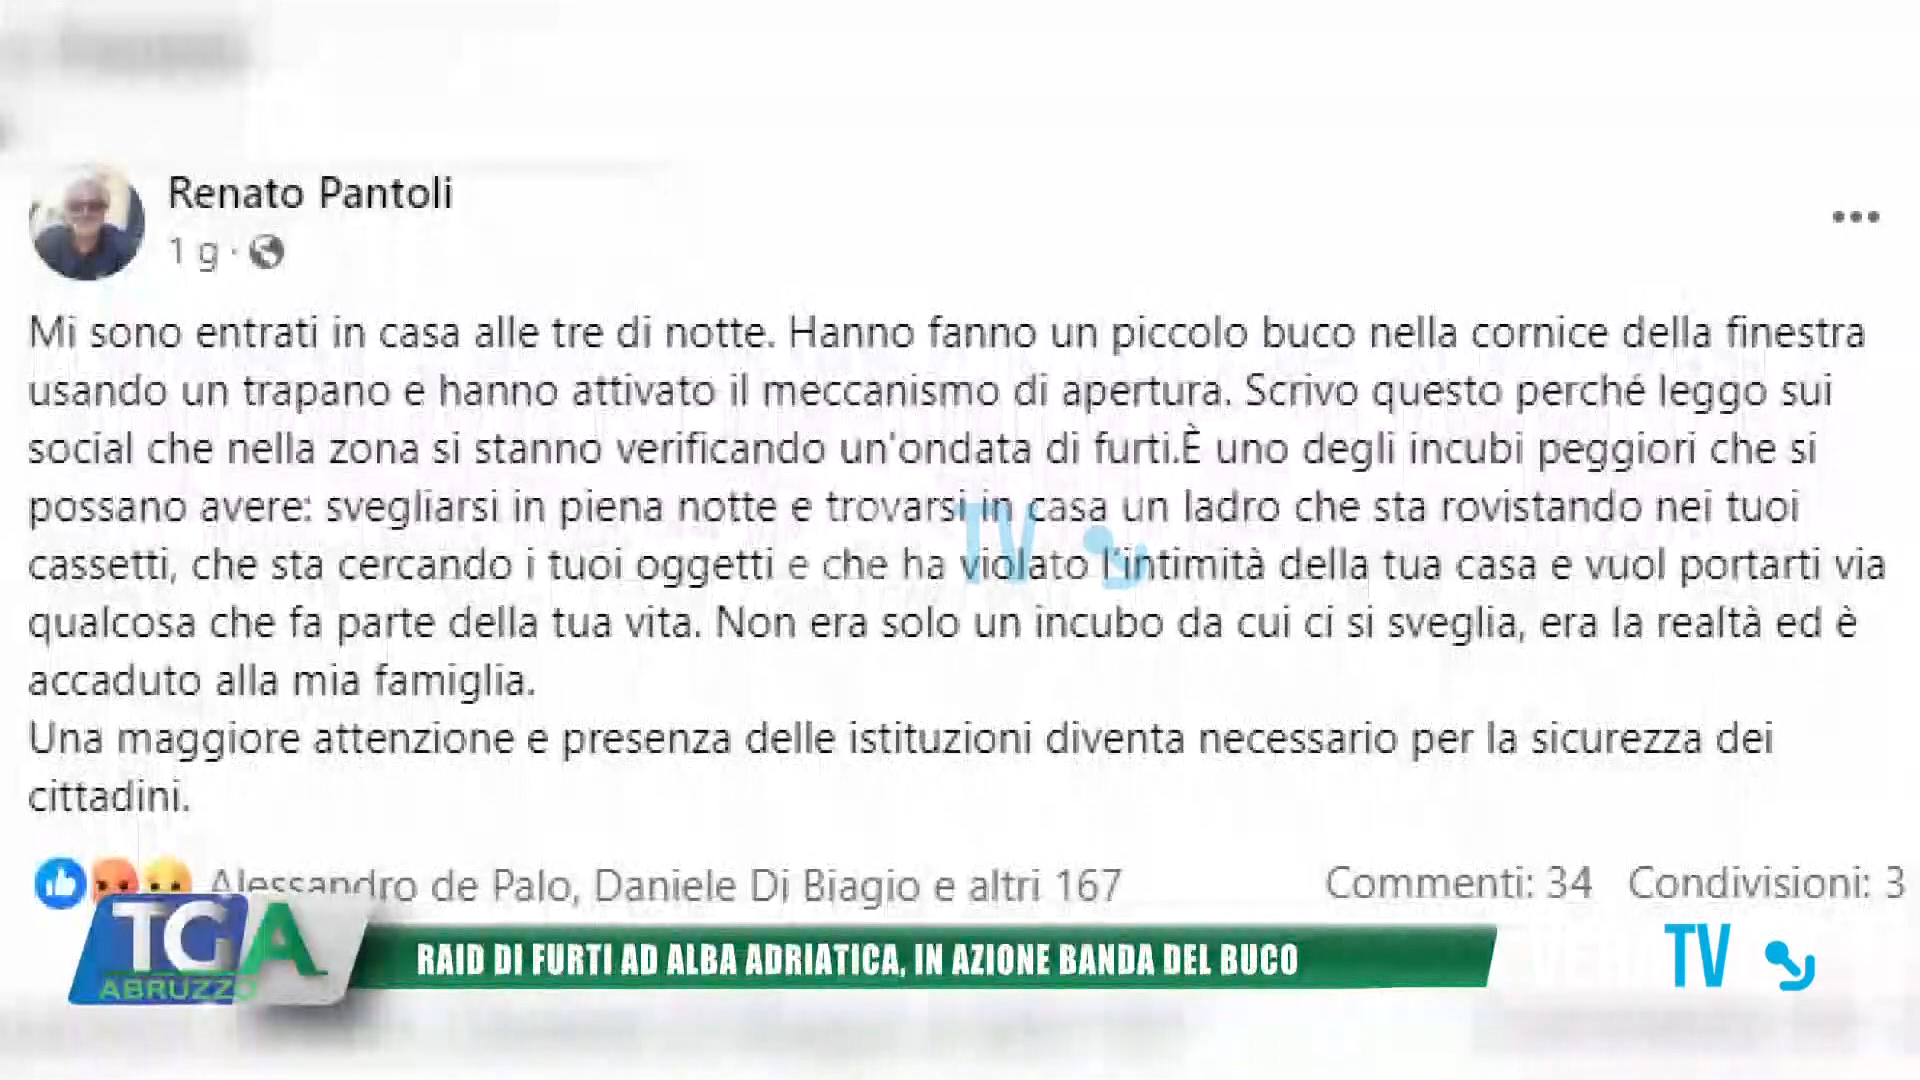 Renato Pantoli
1 g ·
Mi sono entrati in casa alle tre di notte. Hanno fanno un piccolo buco nella cornice della finestra
usando un trapano e hanno attivato il meccanismo di apertura. Scrivo questo perché leggo sui
social che nella zona si stanno verificando un'ondata di furti.È uno degli incubi peggiori che si
possano avere: svegliarsi in piena notte e trovarsi in casa un ladro che sta rovistando nei tuoi
cassetti, che sta cercando i tuoi oggetti e che ha violato l'intimità della tua casa e vuol portarti via
qualcosa che fa parte della tua vita. Non era solo un incubo da cui ci si sveglia, era la realtà ed è
accaduto alla mia famiglia.
Una maggiore attenzione e presenza delle istituzioni diventa necessario per la sicurezza dei
cittadini.
Alessandro de Palo, Daniele Di Biagio e altri 167
Commenti: 34 Condivisioni: 3
TV
TGA
ABRUZZO
RAID DI FURTI AD ALBA ADRIATICA, IN AZIONE BANDA DEL BUCO
TV